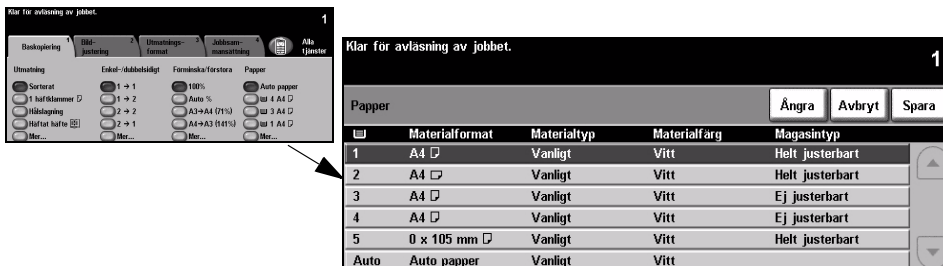 Klar för avläsning av jobbet.
1
Baskopiering 1
Bild-justering 2
Utmatnings-format 3
Jobbsam-mansättning 4
Alla tjänster
Utmatning Enkel-/dubbelsidigt Förminska/förstora Papper
Sorterat 1 → 1 100% Auto papper
1 häftklammer 1 → 2 Auto % 4 A4
Hålslagning 2 → 2 A3→A4 (71%) 3 A4
Häftat häfte 2 → 1 A4→A3 (141%) 1 A4
Mer... Mer... Mer... Mer...
Klar för avläsning av jobbet.
1
Papper Ångra Avbryt Spara
Materialformat Materialtyp Materialfärg Magasintyp
1 A4 Vanligt Vitt Helt justerbart
2 A4 Vanligt Vitt Helt justerbart
3 A4 Vanligt Vitt Ej justerbart
4 A4 Vanligt Vitt Ej justerbart
5 0 x 105 mm Vanligt Vitt Helt justerbart
Auto Auto papper Vanligt Vitt